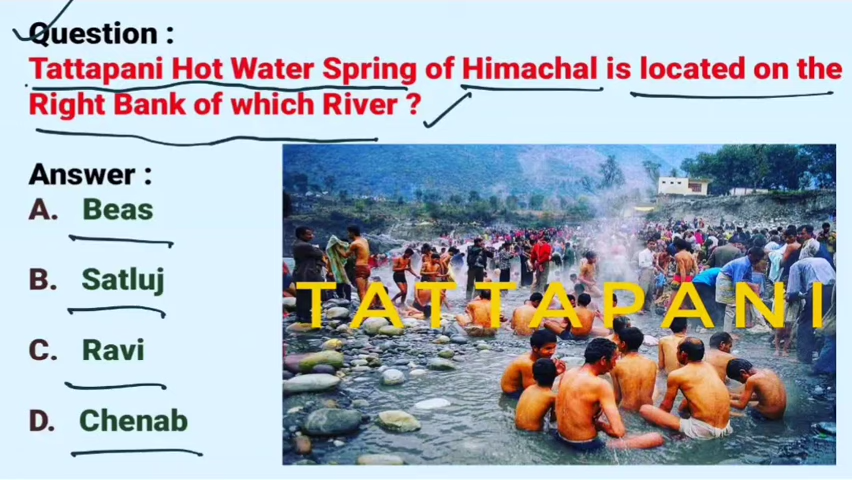 Question :
Tattapani Hot Water Spring of Himachal is located on the
Right Bank of which River ?
Answer :
A. Beas
B. Satluj
C. Ravi
D. Chenab
TATTAPANI